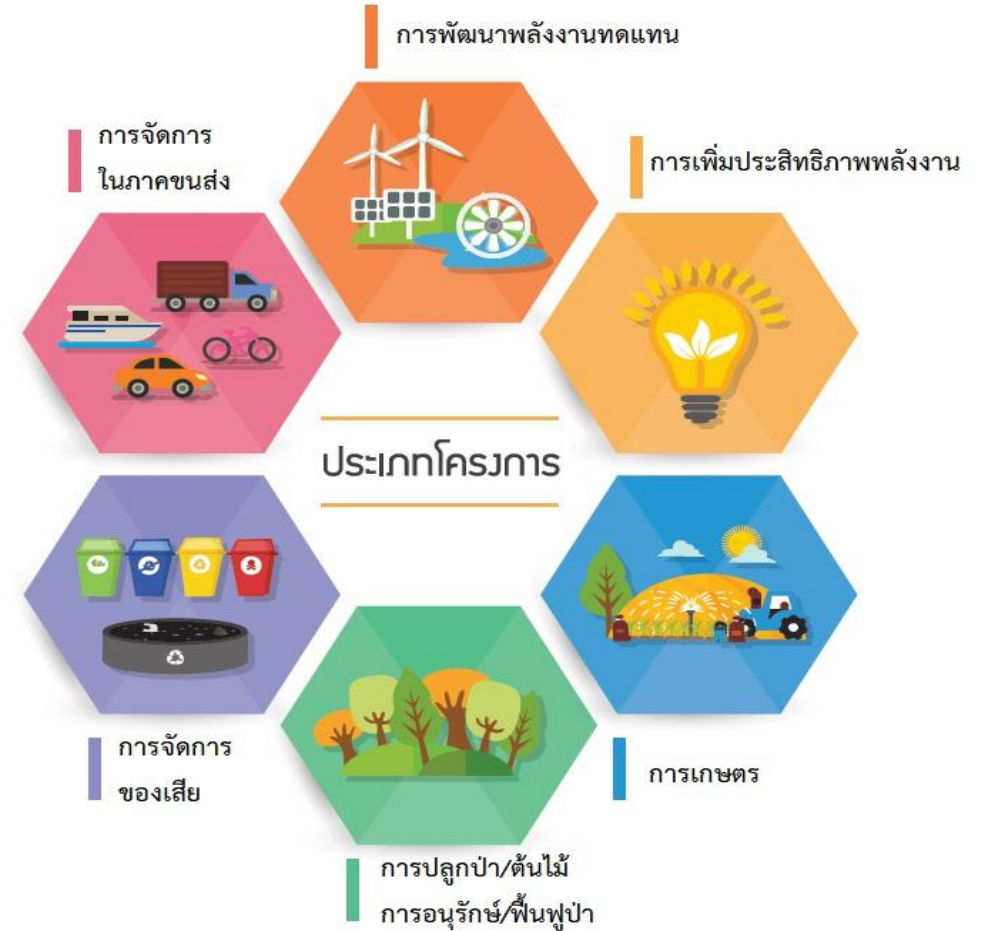 การพัฒนาพลังงานทดแทน
การจัดการ
ในภาคขนส่ง
การเพิ่มประสิทธิภาพพลังงาน
ประเภทโครงการ
การจัดการ
ของเสีย
การเกษตร
การปลูกป่า/ต้นไม้
การอนุรักษ์/ฟื้นฟูป่า